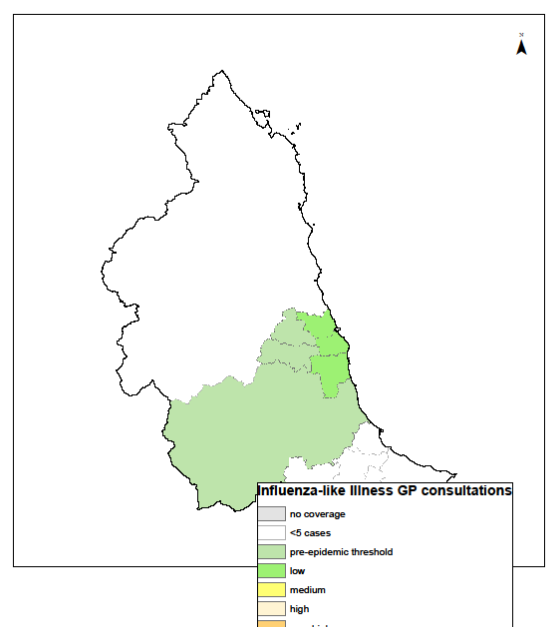 N
Influenza-like Illness GP consultations
no coverage
<5 cases
pre-epidemic threshold
low
medium
high